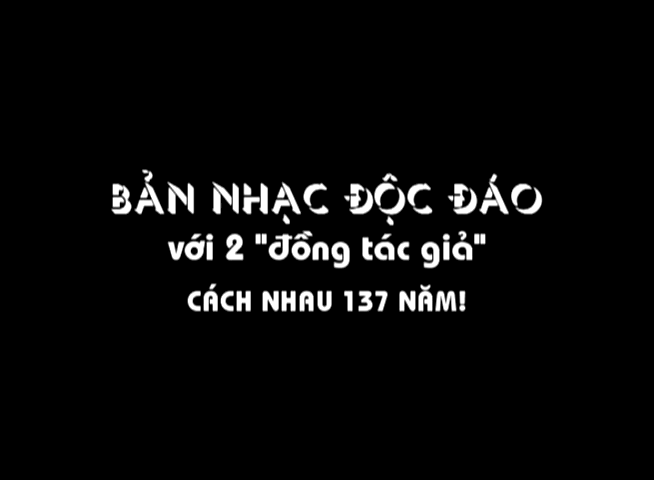 BẢN NHẠC ĐỘC ĐÁO
với 2 "đồng tác giả"
CÁCH NHAU 137 NĂM!